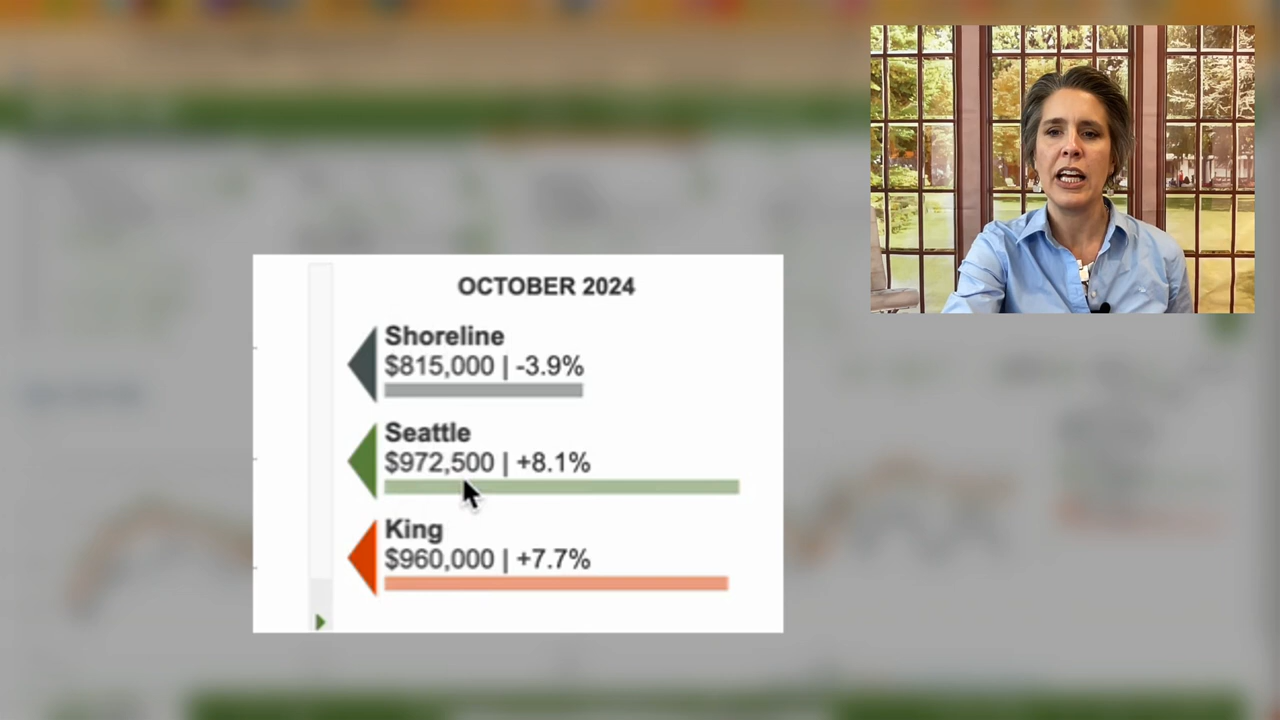 OCTOBER 2024
Shoreline
$815,000 | -3.9%
Seattle
$972,500 | +8.1%
King
$960,000 | +7.7%